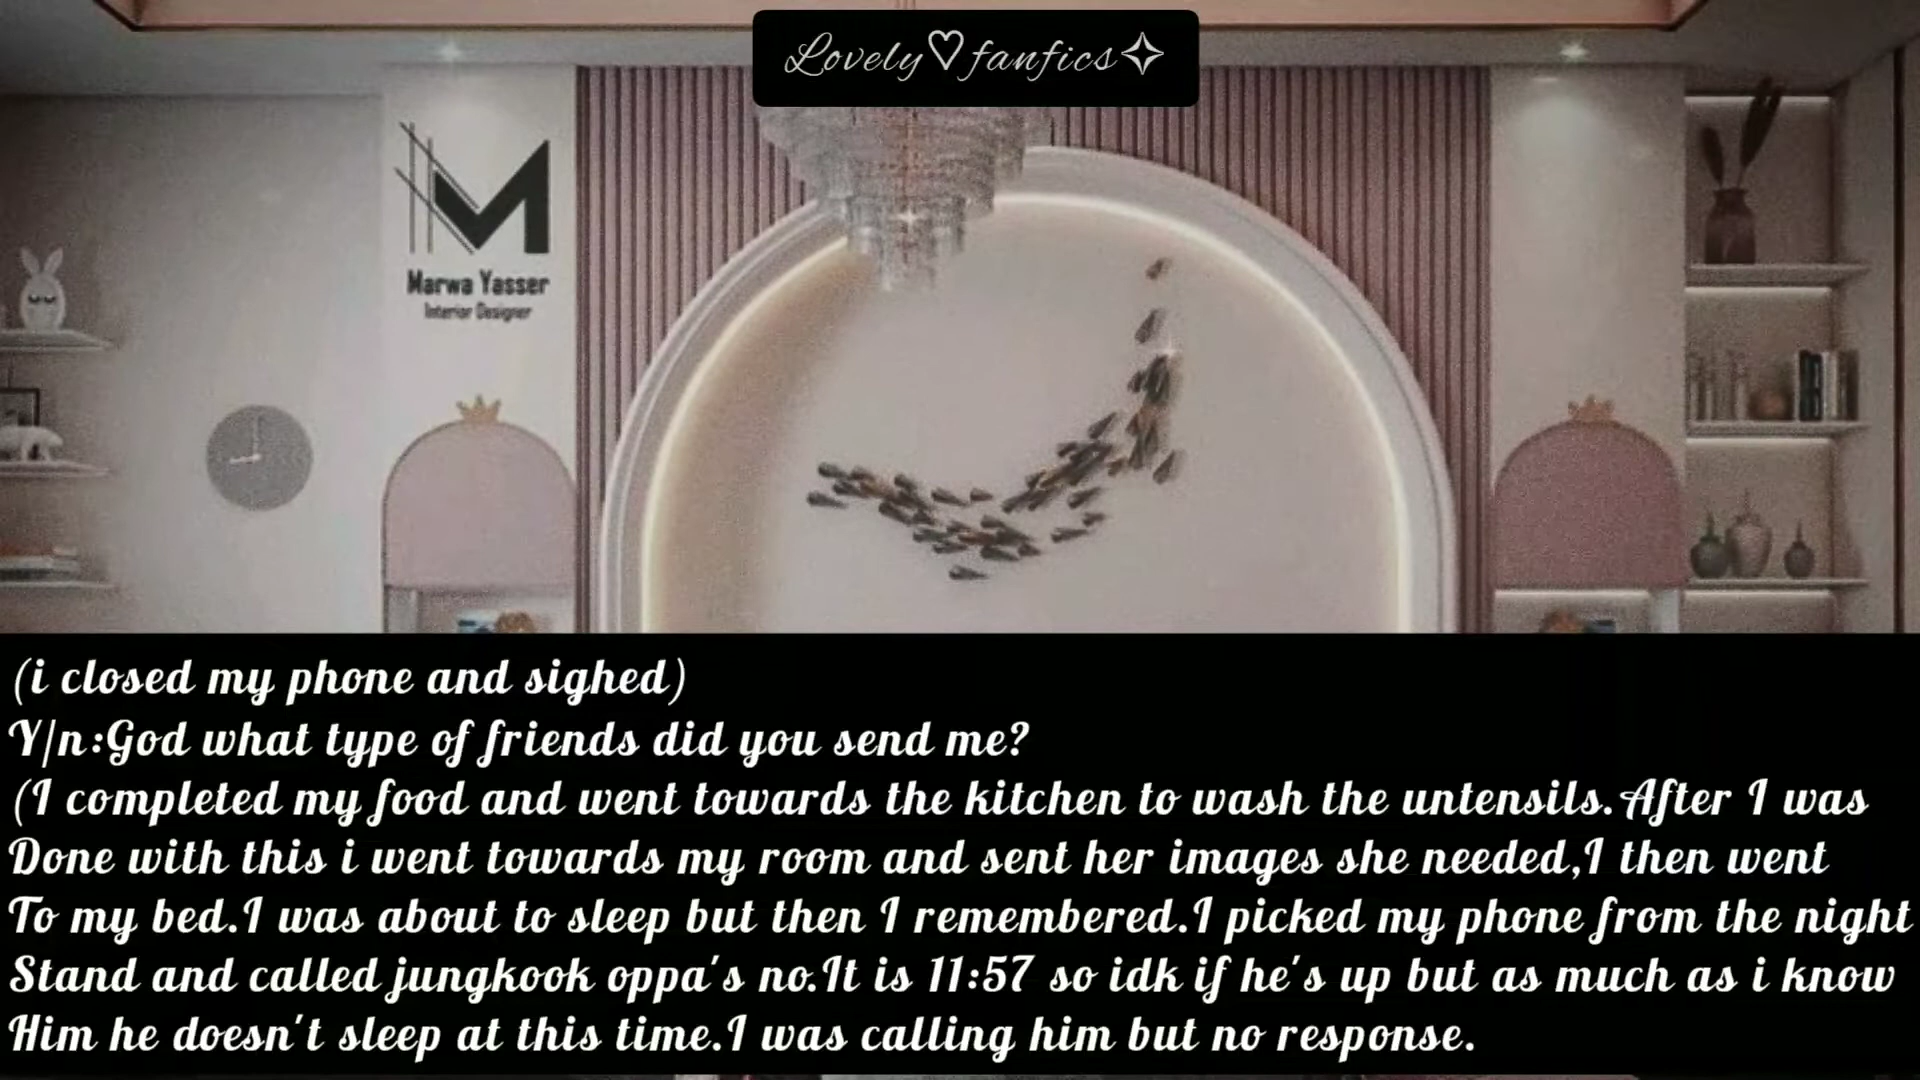 Lovely♡fanfics✧
M
Marwa Yasser
Interior Designer
(i closed my phone and sighed)
Y/n:God what type of friends did you send me?
(I completed my food and went towards the kitchen to wash the untensils.After I was
Done with this i went towards my room and sent her images she needed,I then went
To my bed.I was about to sleep but then I remembered.I picked my phone from the night
Stand and called jungkook oppa's no.It is 11:57 so idk if he's up but as much as i know
Him he doesn't sleep at this time.I was calling him but no response.